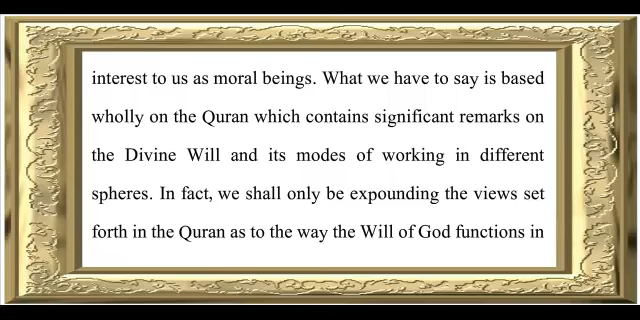 interest to us as moral beings. What we have to say is based
wholly on the Quran which contains significant remarks on
the Divine Will and its modes of working in different
spheres. In fact, we shall only be expounding the views set
forth in the Quran as to the way the Will of God functions in